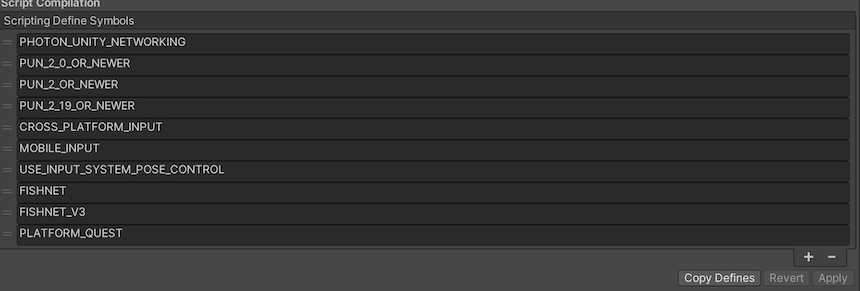 Script Compilation
Scripting Define Symbols
PHOTON_UNITY_NETWORKING
PUN_2_0_OR_NEWER
PUN_2_OR_NEWER
PUN_2_19_OR_NEWER
CROSS_PLATFORM_INPUT
MOBILE_INPUT
USE_INPUT_SYSTEM_POSE_CONTROL
FISHNET
FISHNET_V3
PLATFORM_QUEST
+ −
Copy Defines Revert Apply